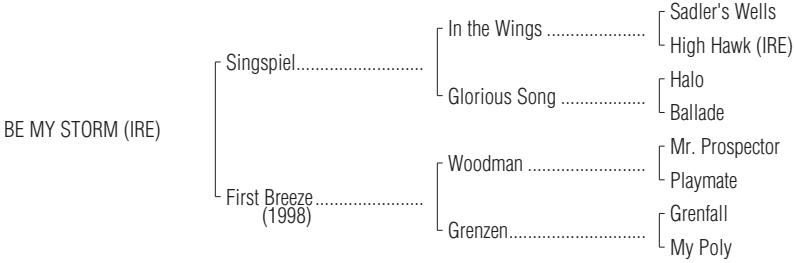 Sadler's Wells
In the Wings ......................
High Hawk (IRE)
Singspiel...........................
Halo
Glorious Song ..................
Ballade
BE MY STORM (IRE)
Mr. Prospector
Woodman .........................
Playmate
First Breeze.......................
(1998)
Grenfall
Grenzen.............................
My Poly